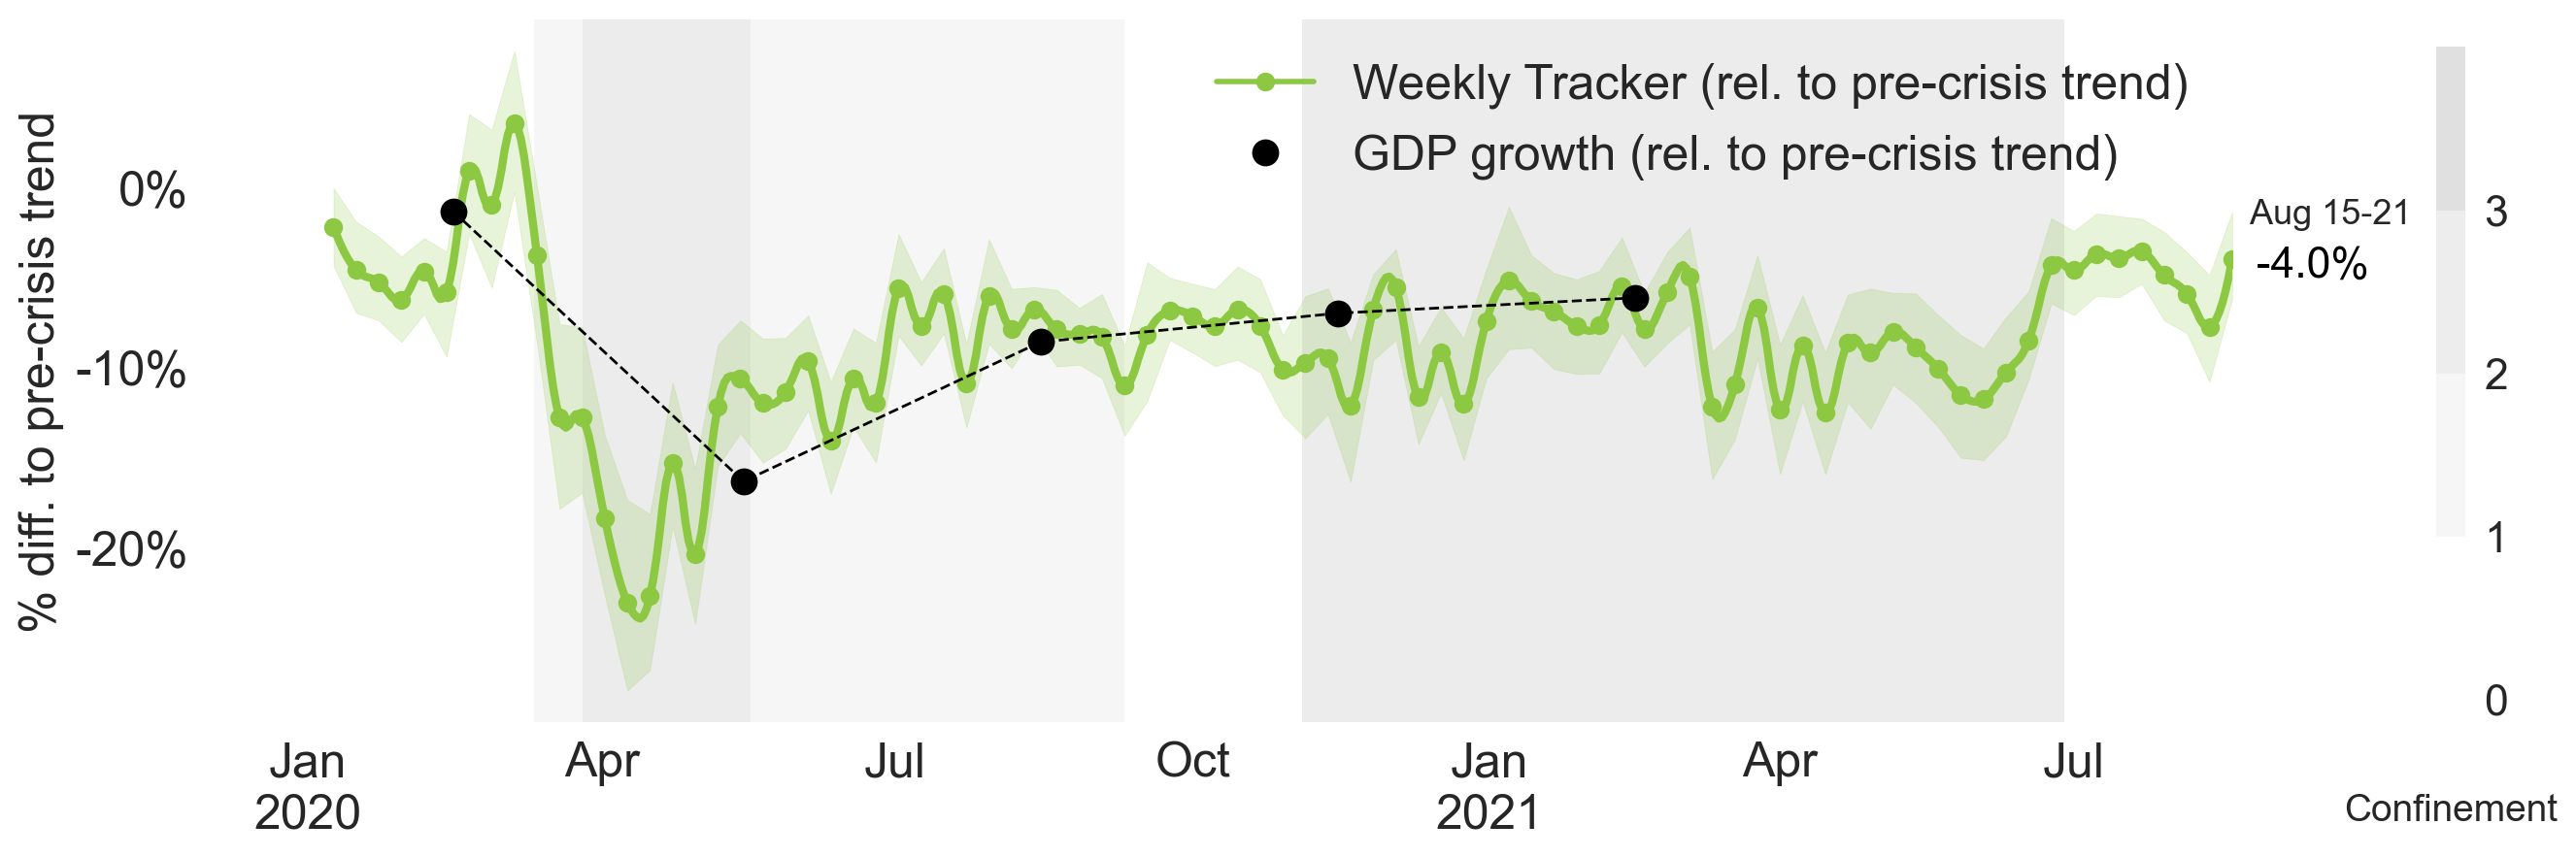 % diff. to pre-crisis trend
0%
-10%
-20%
Weekly Tracker (rel. to pre-crisis trend)
GDP growth (rel. to pre-crisis trend)
Aug 15-21
-4.0%
3
2
1
0
Jan Apr Jul Oct Jan Apr Jul
2020 2021
Confinement